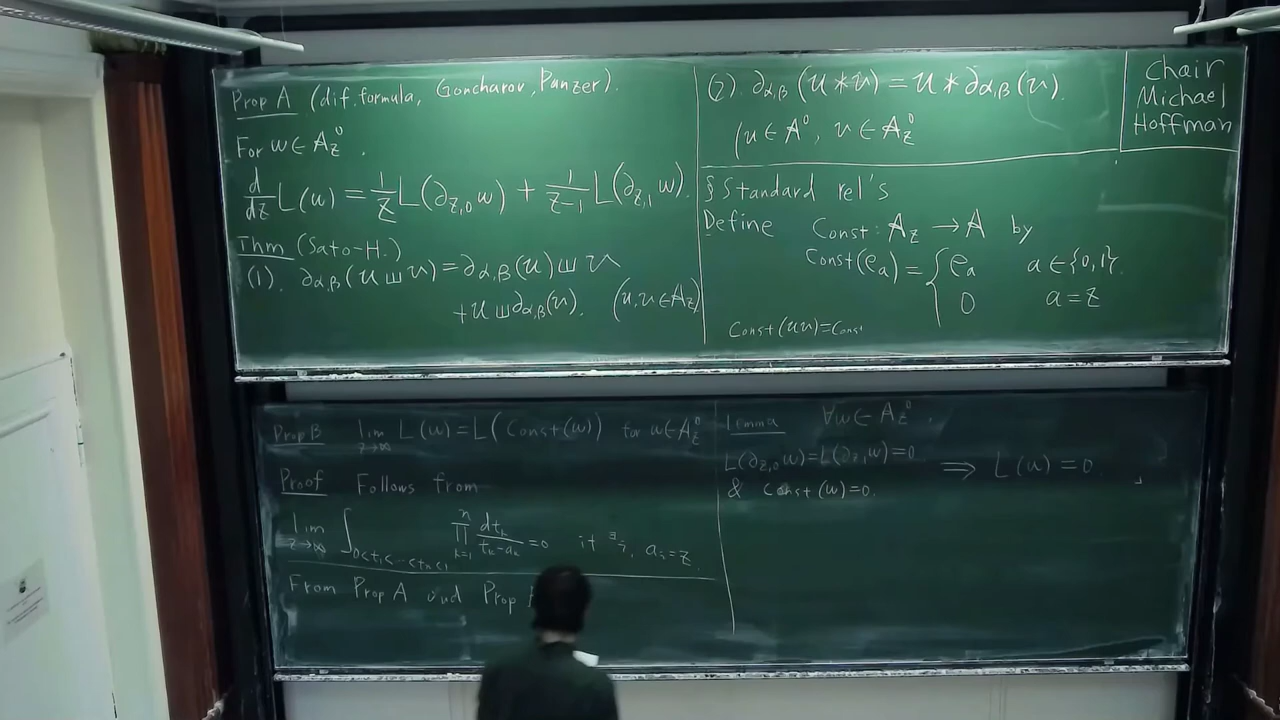 Prop A (dif. formula, Goncharov, Panzer).
For w ∈ A_z^0.
d/dz L(w) = 1/z L(∂_{z,0} w) + 1/(z-1) L(∂_{z,1} w).
Thm (Sato-H.)
(1). ∂_{α,β}(u ш v) = ∂_{α,β}(u) ш v
+ u ш ∂_{α,β}(v). (u, v ∈ A_z)
(2). ∂_{α,β}(u * v) = u * ∂_{α,β}(v).
(u ∈ A^0, v ∈ A_z^0
§ Standard rel's
Define Const: A_z → A by
Const(e_a) = { e_a a ∈ {0,1}.
0 a = z
Const(uv) = Const
Chair
Michael
Hoffman
Prop B lim_{z→∞} L(w) = L(Const(w)) for w ∈ A_z^0
Proof Follows from
lim_{z→∞} ∫_{0<t_1<...<t_n<1} ∏_{k=1}^{n} dt_k/(t_k - a_k) = 0 if ∃i, a_i = z
From Prop A and Prop
Lemma ∀w ∈ A_z^0.
L(∂_{z,0} w) = L(∂_{z,1} w) = 0
& Const(w) = 0. ⟹ L(w) = 0